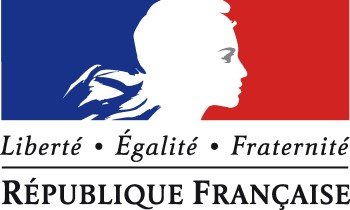 Liberté • Égalité • Fraternité
RÉPUBLIQUE FRANÇAISE